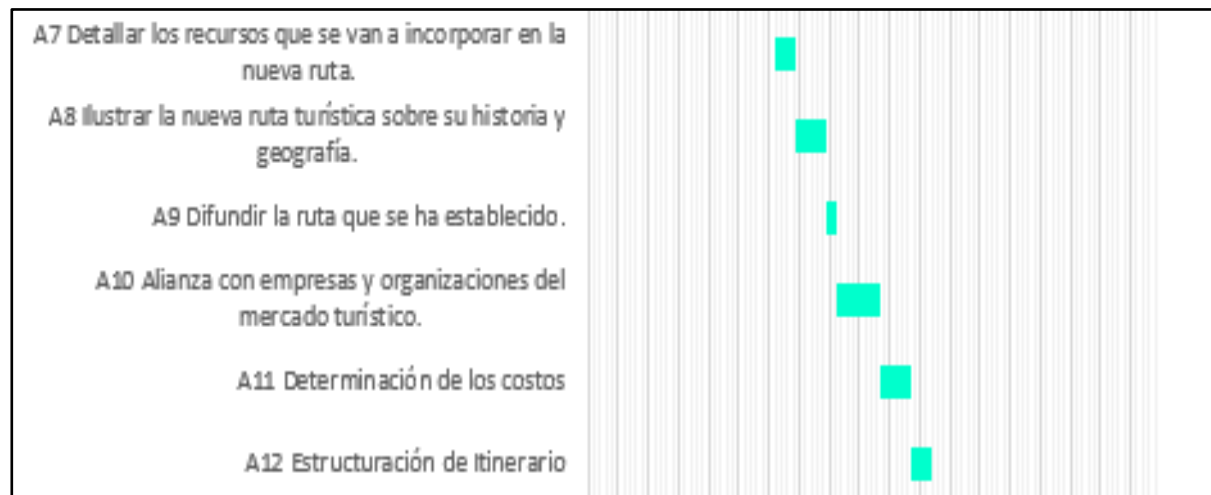 A7 Detallar los recursos que se van a incorporar en la
nueva ruta.
A8 Ilustrar la nueva ruta turística sobre su historia y
geografía.
A9 Difundir la ruta que se ha establecido.
A10 Alianza con empresas y organizaciones del
mercado turístico.
A11 Determinación de los costos
A12 Estructuración de Itinerario